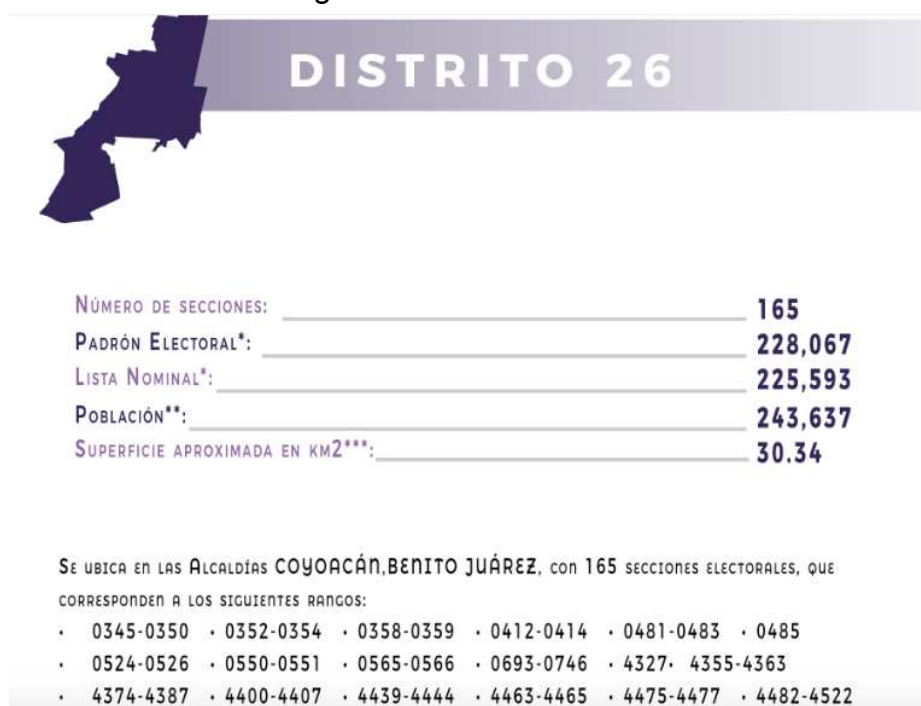 DISTRITO 26
NÚMERO DE SECCIONES: 165
PADRÓN ELECTORAL*: 228,067
LISTA NOMINAL*: 225,593
POBLACIÓN**: 243,637
SUPERFICIE APROXIMADA EN KM2***: 30.34
SE UBICA EN LAS ALCALDÍAS COYOACÁN,BENITO JUÁREZ, CON 165 SECCIONES ELECTORALES, QUE
CORRESPONDEN A LOS SIGUIENTES RANGOS:
· 0345-0350 · 0352-0354 · 0358-0359 · 0412-0414 · 0481-0483 · 0485
· 0524-0526 · 0550-0551 · 0565-0566 · 0693-0746 · 4327· 4355-4363
· 4374-4387 · 4400-4407 · 4439-4444 · 4463-4465 · 4475-4477 · 4482-4522